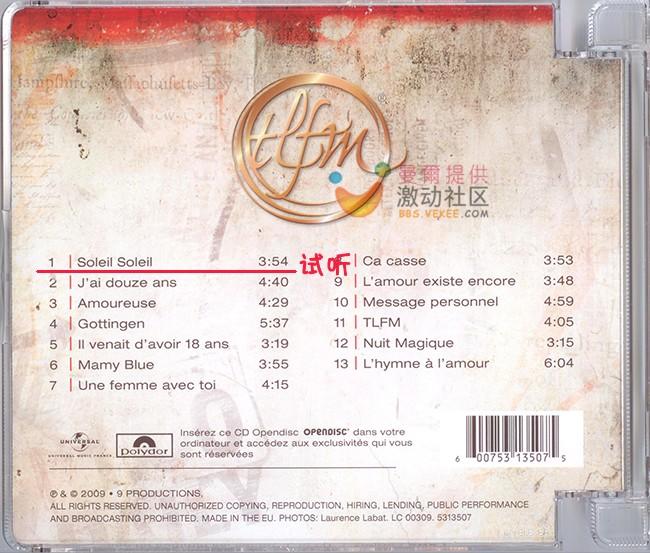 tlfm
®
曼爾提供
激动社区
BBS.VEKEE.COM
1 Soleil Soleil 3:54
试听
2 J'ai douze ans 4:40
3 Amoureuse 4:29
4 Gottingen 5:37
5 Il venait d'avoir 18 ans 3:19
6 Mamy Blue 3:55
7 Une femme avec toi 4:15
Ca casse 3:53
9 L'amour existe encore 3:48
10 Message personnel 4:59
11 TLFM 4:05
12 Nuit Magique 3:15
13 L'hymne à l'amour 6:04
UNIVERSAL
UNIVERSAL MUSIC FRANCE
Polydor
Insérez ce CD Opendisc OPENDISC™ dans votre
ordinateur et accédez aux exclusivités qui vous
sont réservées
6 00753 13507 5
℗ & © 2009 • 9 PRODUCTIONS.
ALL RIGHTS RESERVED. UNAUTHORIZED COPYING, REPRODUCTION, HIRING, LENDING, PUBLIC PERFORMANCE
AND BROADCASTING PROHIBITED. MADE IN THE EU. PHOTOS: Laurence Labat. LC 00309. 5313507